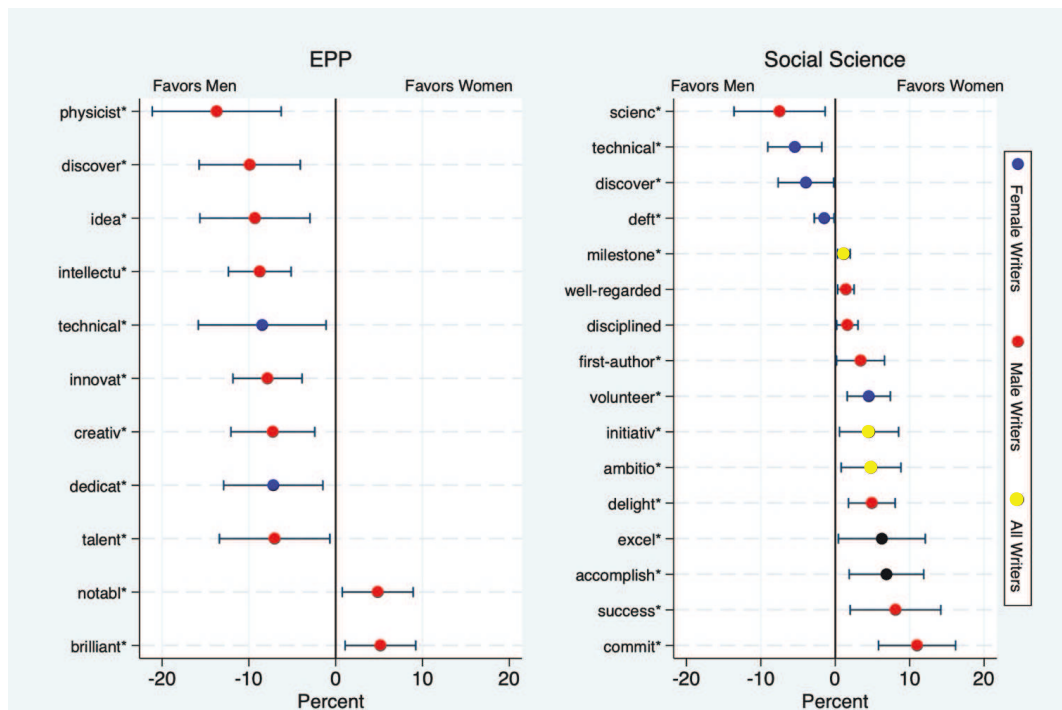 EPP
Favors Men Favors Women
physicist*
discover*
idea*
intellectu*
technical*
innovat*
creativ*
dedicat*
talent*
notabl*
brilliant*
-20 -10 0 10 20
Percent
Social Science
Favors Men Favors Women
scienc*
technical*
discover*
deft*
milestone*
well-regarded
disciplined
first-author*
volunteer*
initiativ*
ambitio*
delight*
excel*
accomplish*
success*
commit*
-20 -10 0 10 20
Percent
Female Writers
Male Writers
All Writers